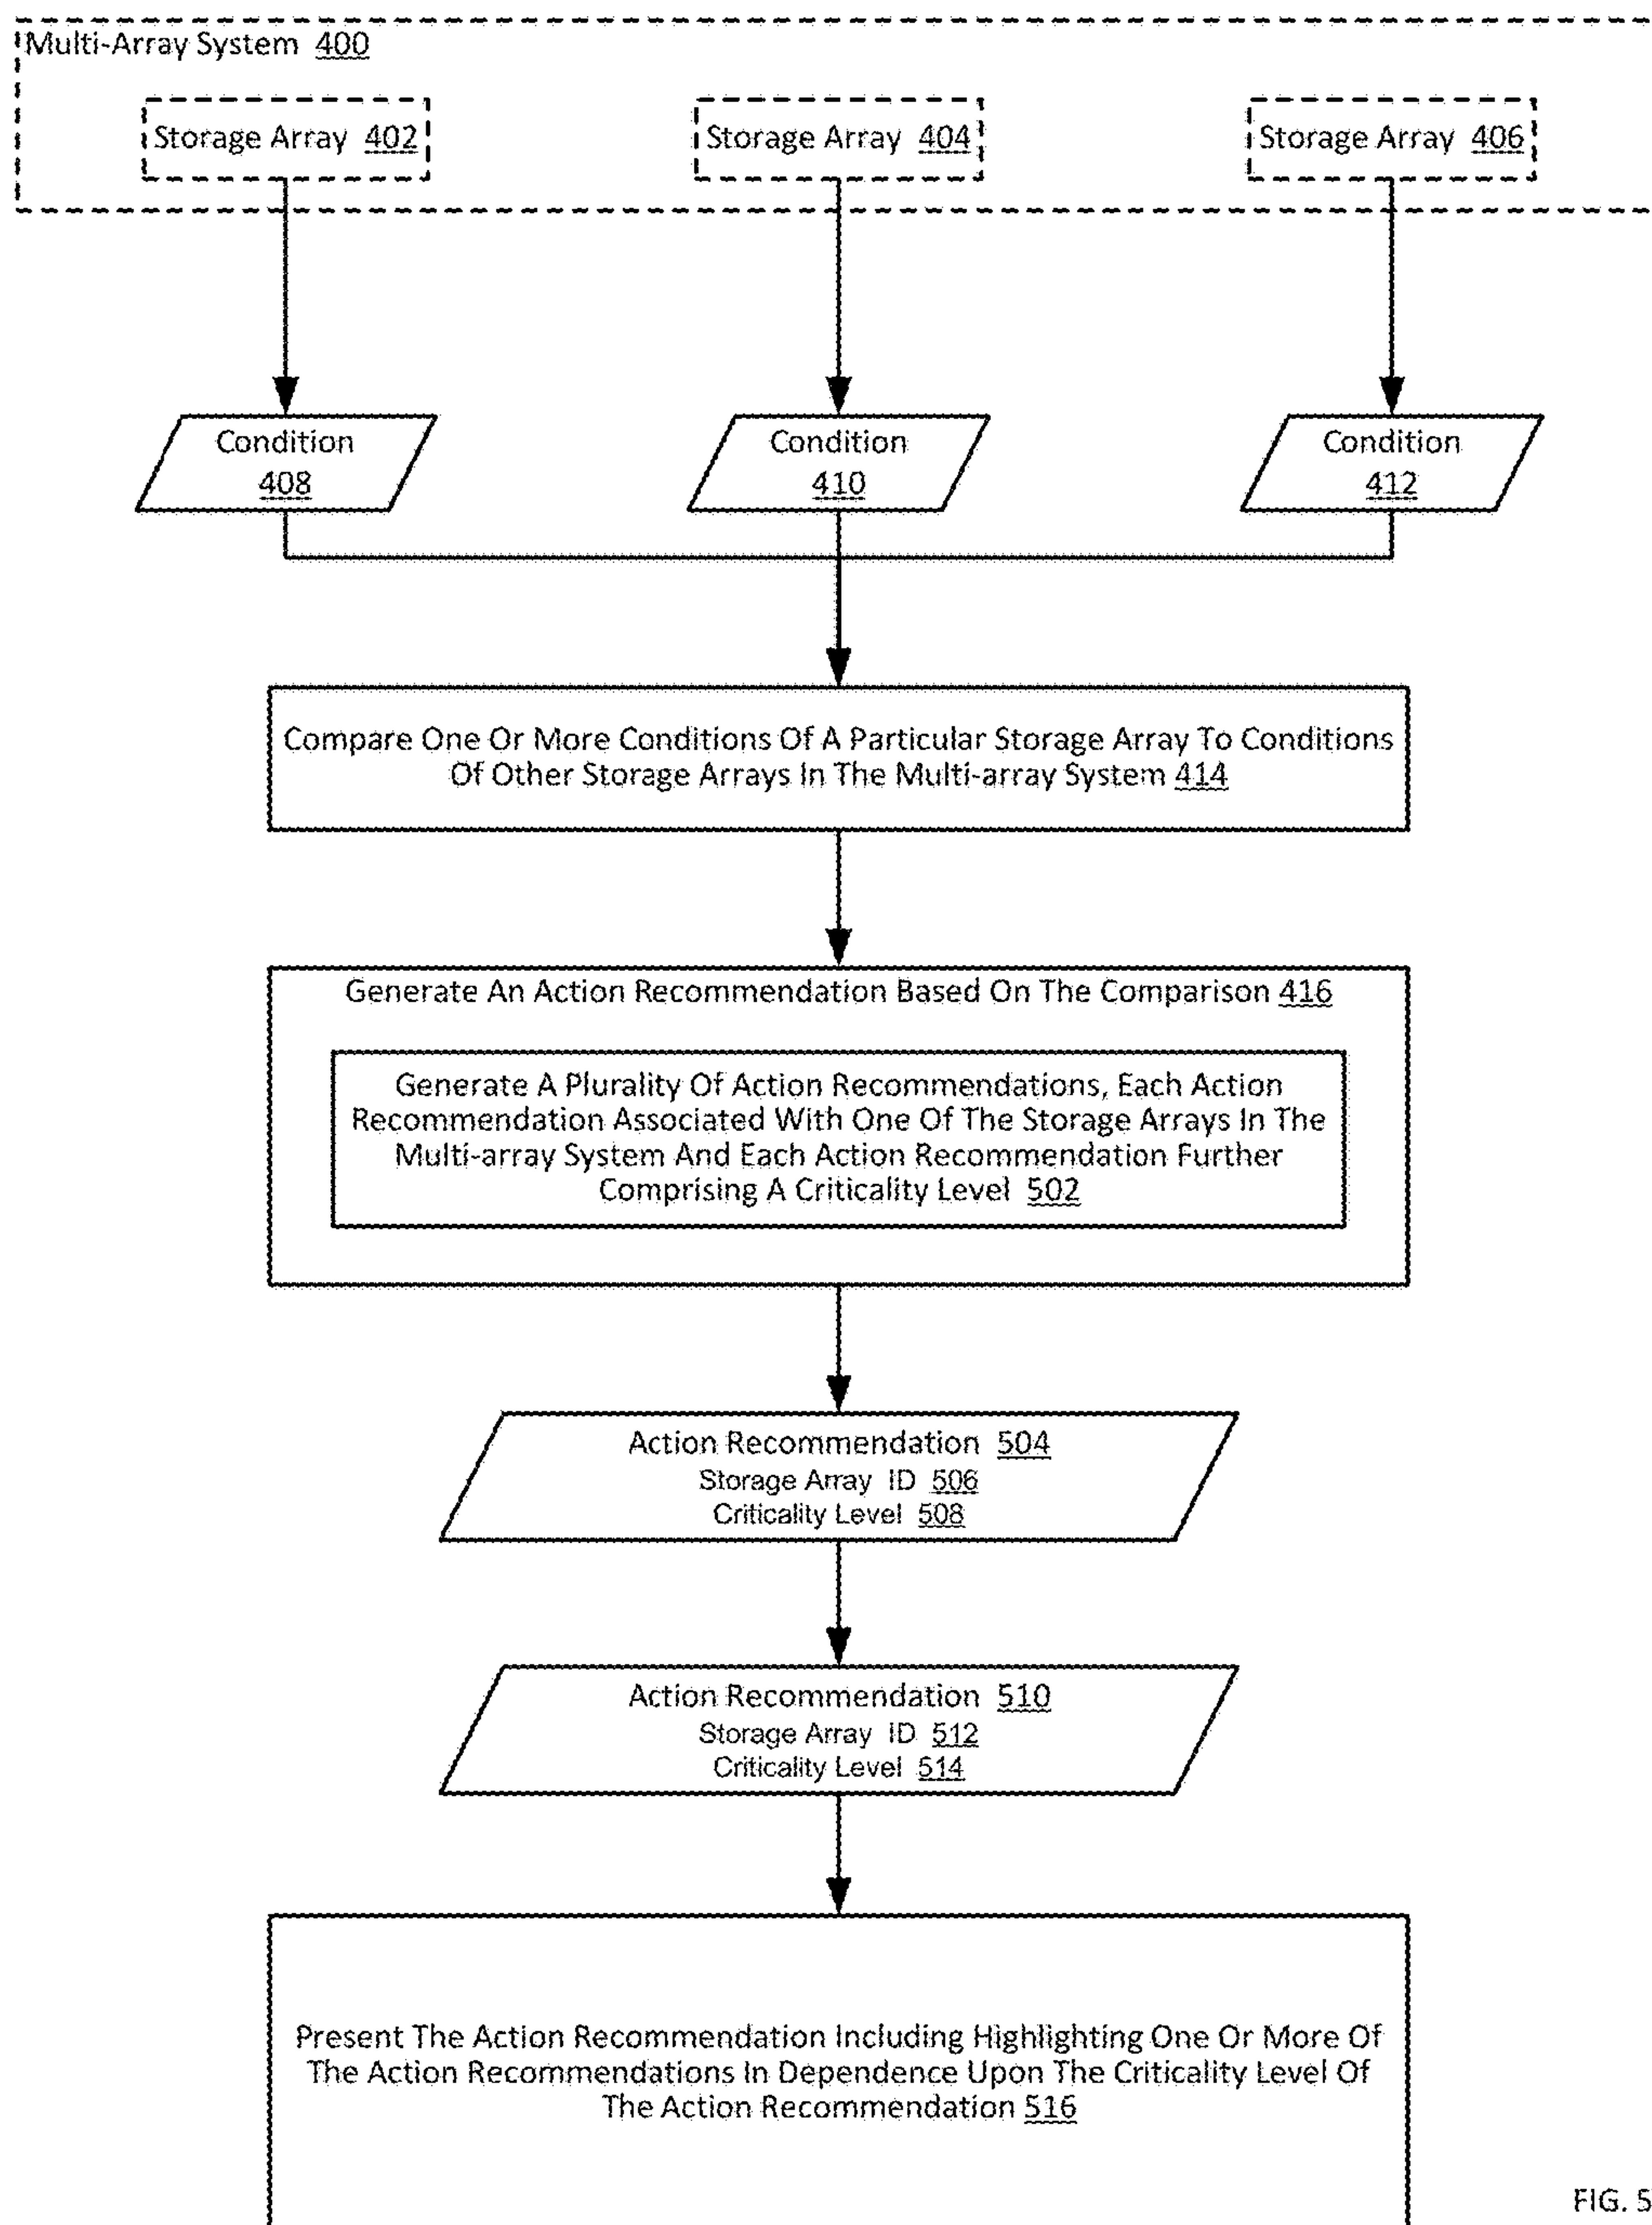 Multi-Array System 400
Storage Array 402
Storage Array 404
Storage Array 406
Condition
408
Condition
410
Condition
412
Compare One Or More Conditions Of A Particular Storage Array To Conditions
Of Other Storage Arrays In The Multi-array System 414
Generate An Action Recommendation Based On The Comparison 416
Generate A Plurality Of Action Recommendations, Each Action
Recommendation Associated With One Of The Storage Arrays In The
Multi-array System And Each Action Recommendation Further
Comprising A Criticality Level 502
Action Recommendation 504
Storage Array ID 506
Criticality Level 508
Action Recommendation 510
Storage Array ID 512
Criticality Level 514
Present The Action Recommendation Including Highlighting One Or More Of
The Action Recommendations In Dependence Upon The Criticality Level Of
The Action Recommendation 516
FIG. 5